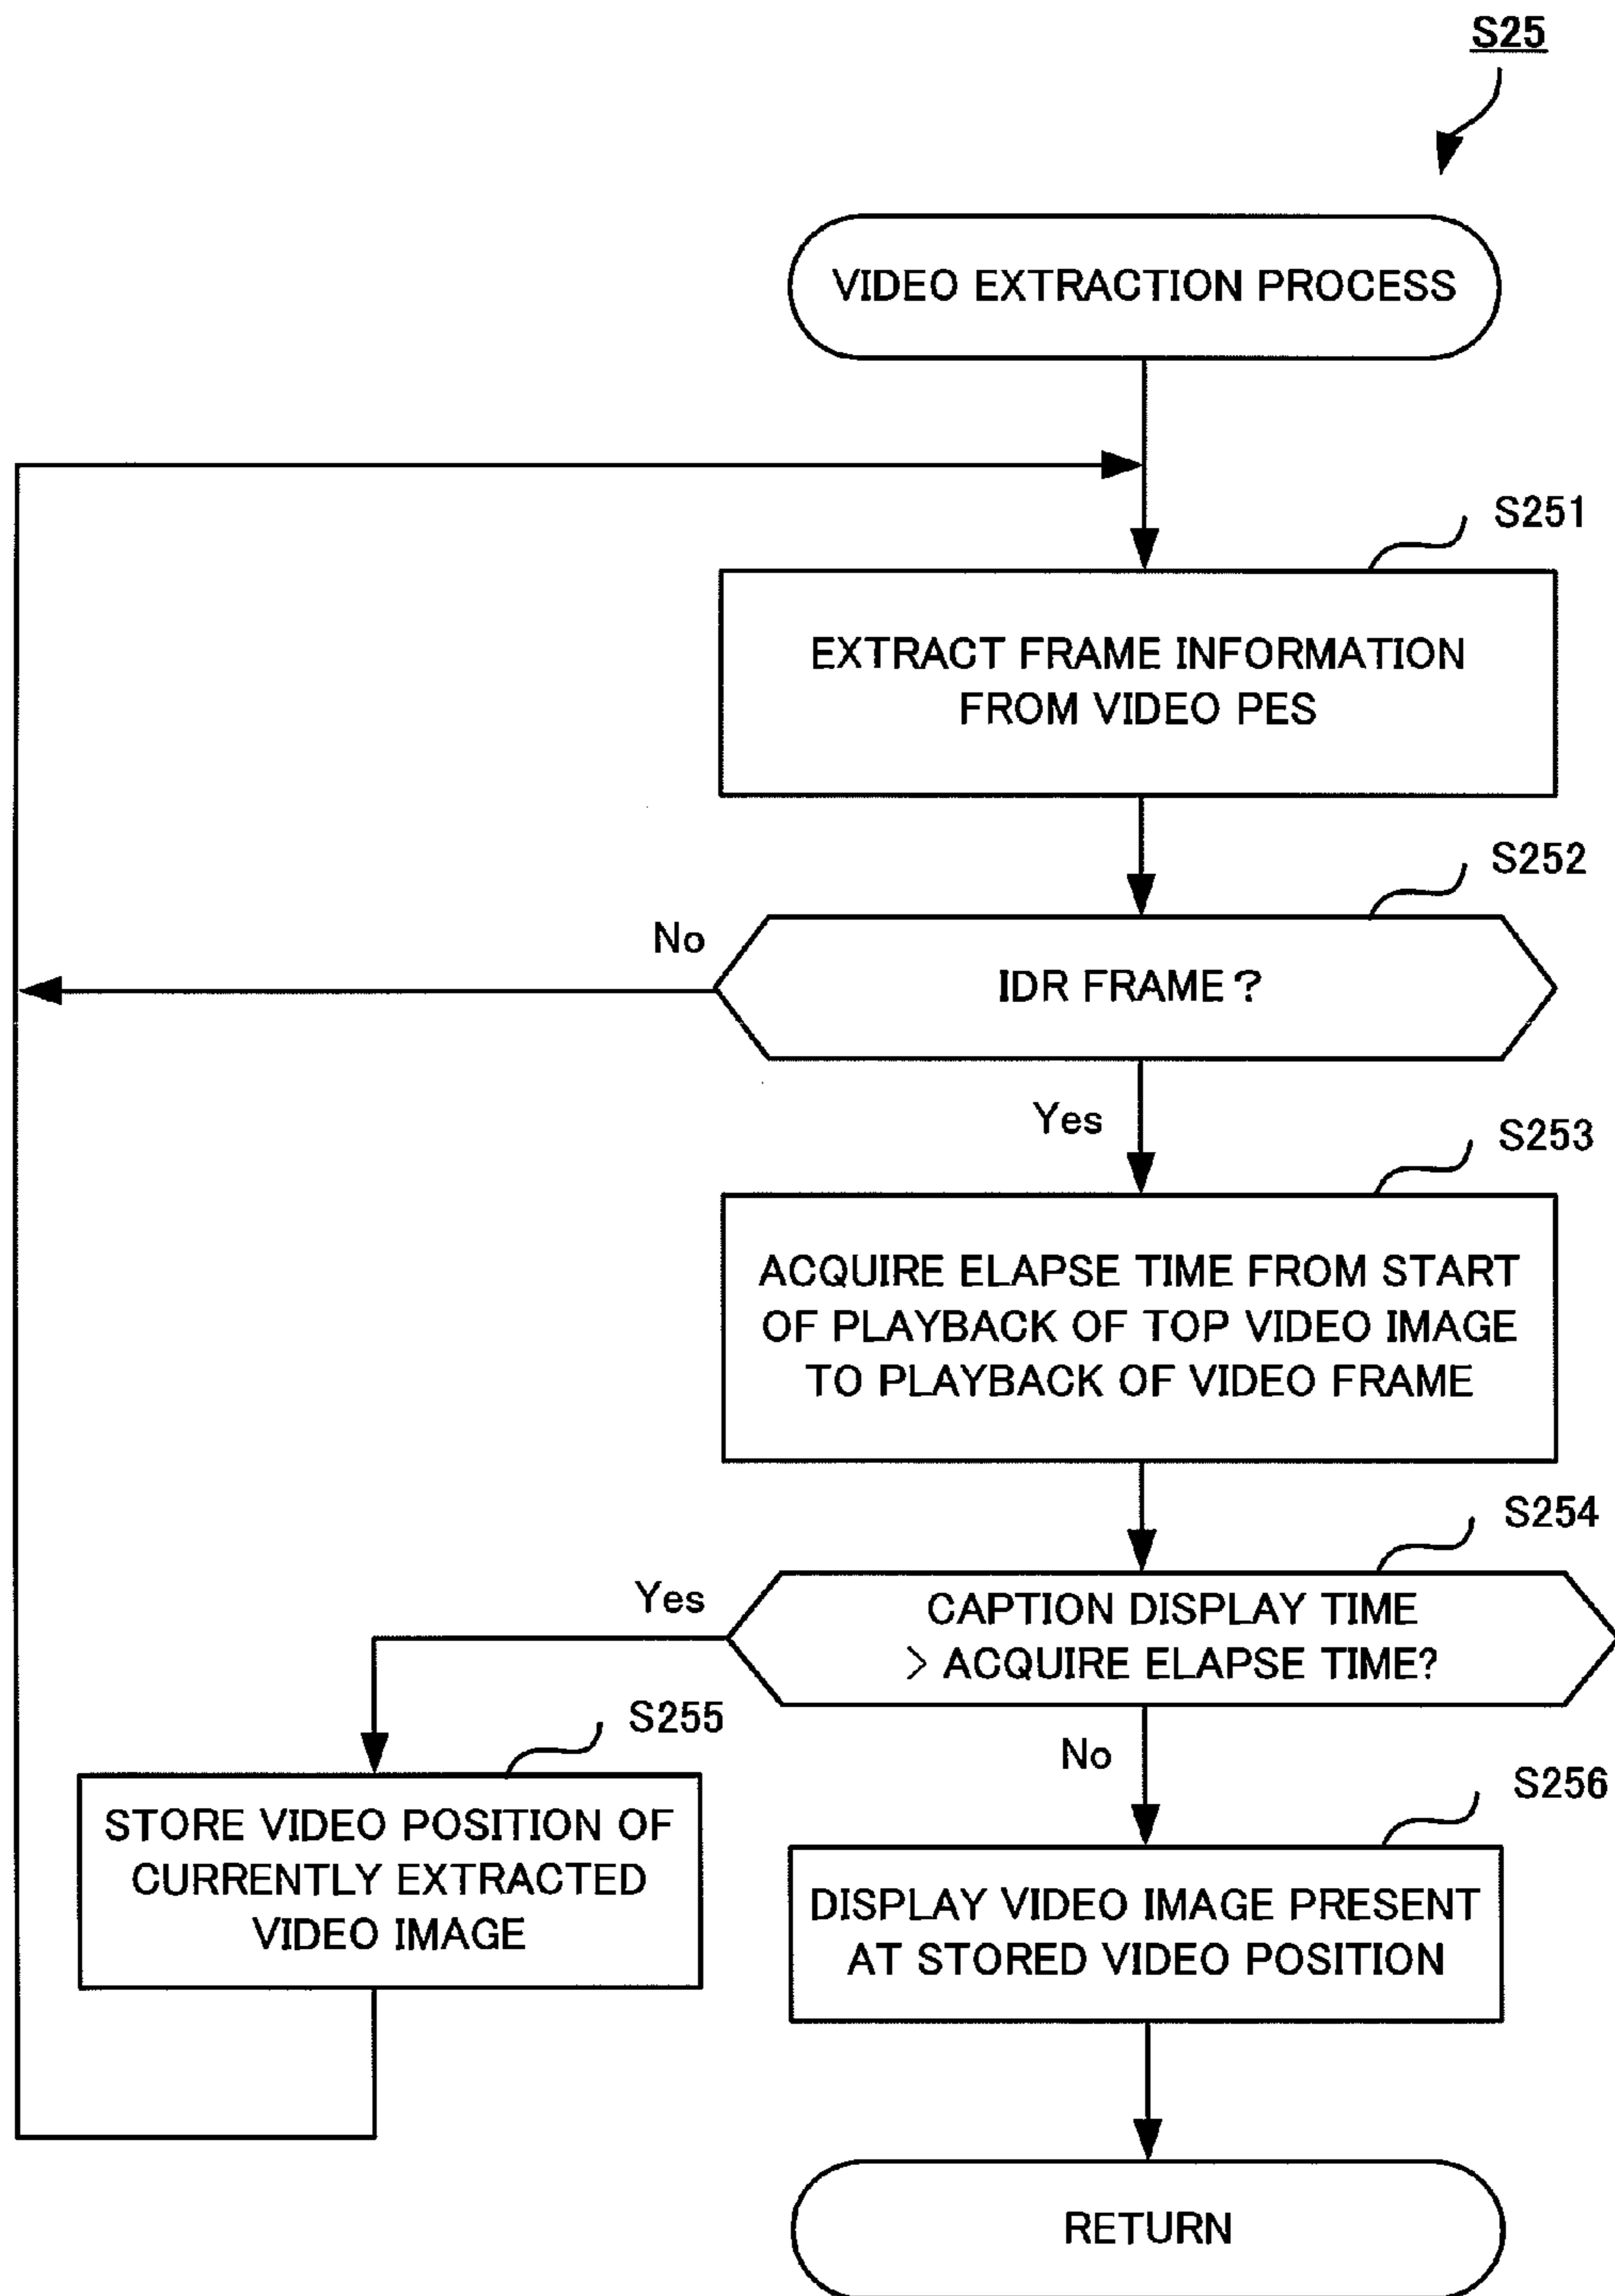 S25
VIDEO EXTRACTION PROCESS
S251
EXTRACT FRAME INFORMATION
FROM VIDEO PES
S252
No
IDR FRAME?
Yes
S253
ACQUIRE ELAPSE TIME FROM START
OF PLAYBACK OF TOP VIDEO IMAGE
TO PLAYBACK OF VIDEO FRAME
S254
Yes
CAPTION DISPLAY TIME
> ACQUIRE ELAPSE TIME?
S255
No
STORE VIDEO POSITION OF
CURRENTLY EXTRACTED
VIDEO IMAGE
S256
DISPLAY VIDEO IMAGE PRESENT
AT STORED VIDEO POSITION
RETURN